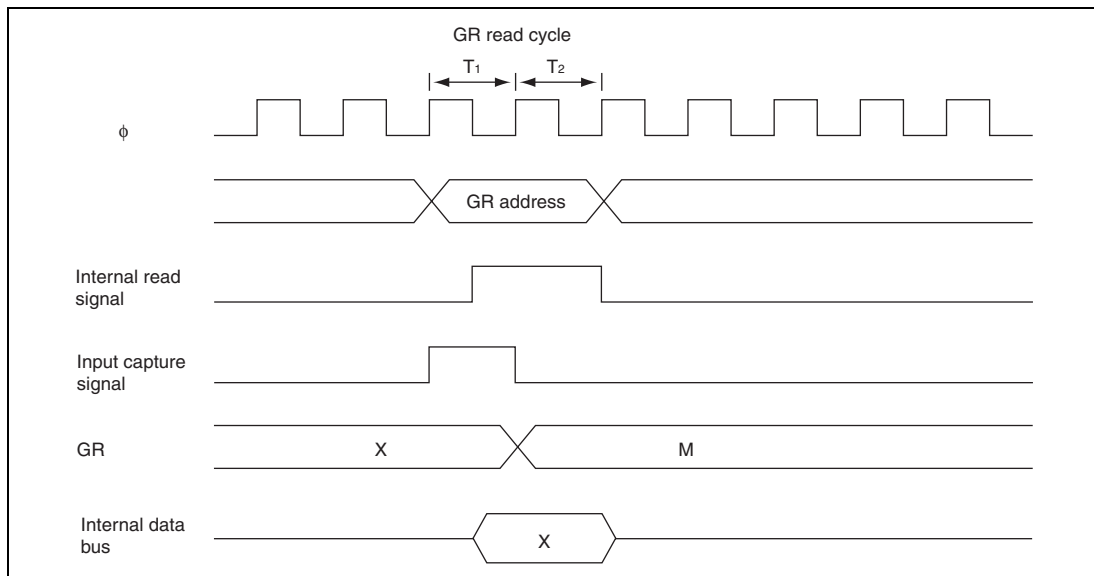 GR read cycle
T1 T2
ϕ
GR address
Internal read
signal
Input capture
signal
GR X M
Internal data
bus X